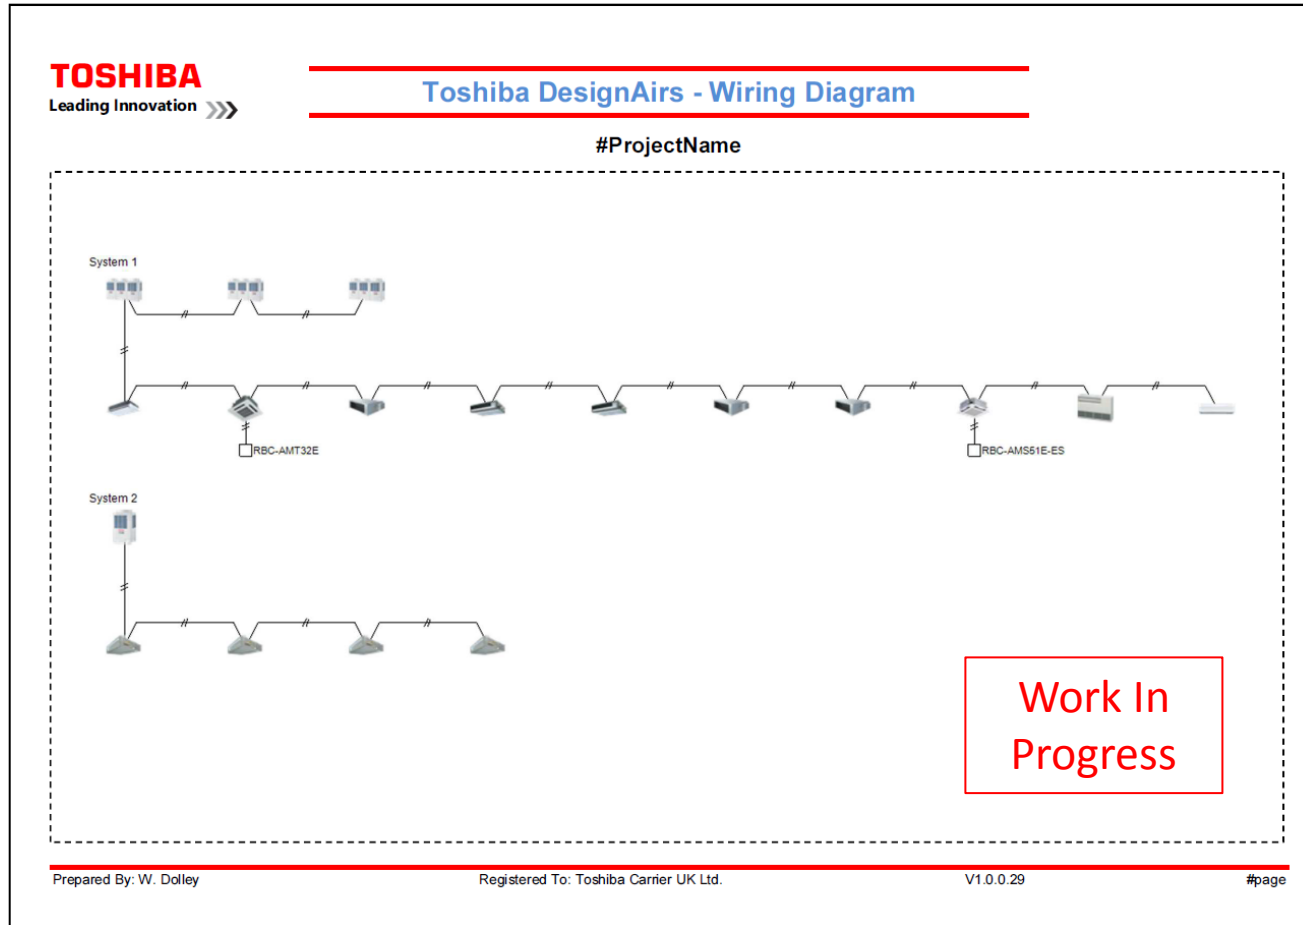 TOSHIBA
Leading Innovation
Toshiba DesignAirs - Wiring Diagram
#ProjectName
System 1
RBC-AMT32E
RBC-AMS51E-ES
System 2
Work In
Progress
Prepared By: W. Dolley
Registered To: Toshiba Carrier UK Ltd.
V1.0.0.29
#page